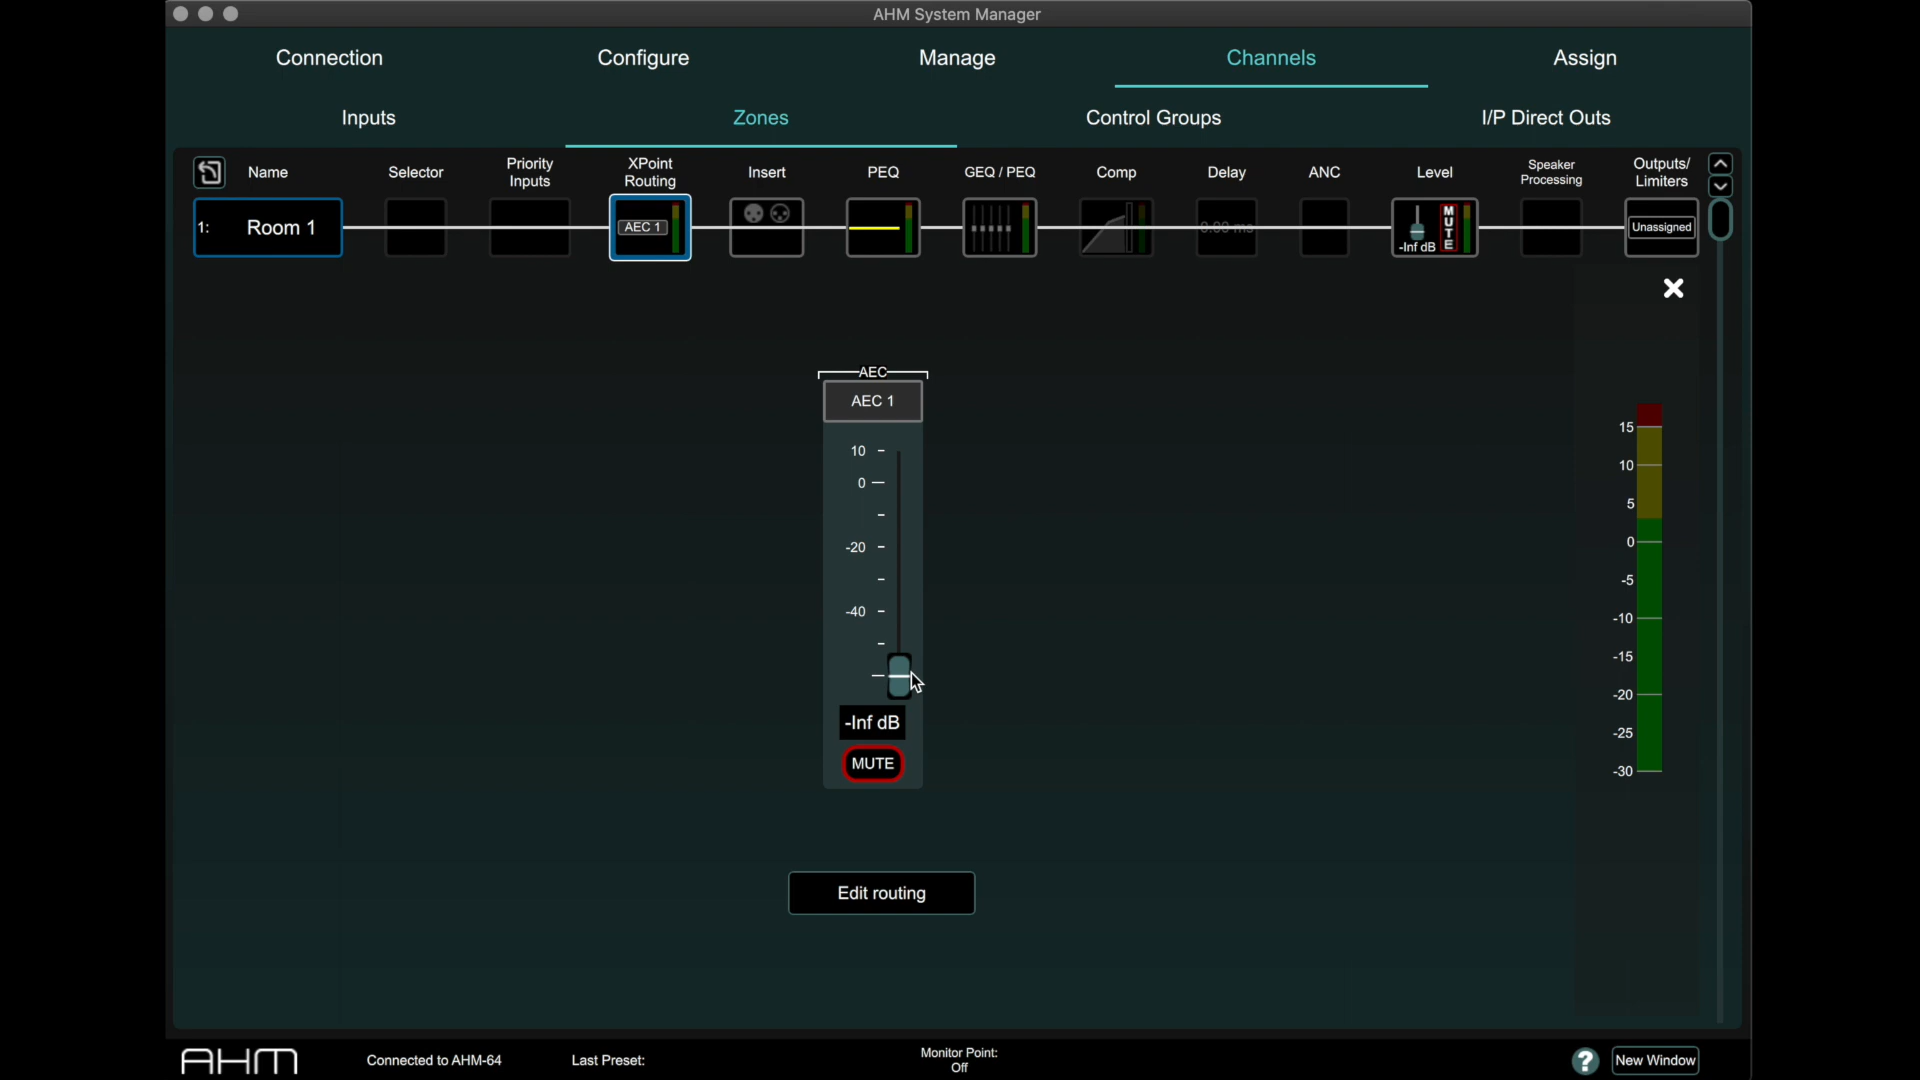 AHM System Manager
Connection Configure Manage Channels Assign
Inputs Zones Control Groups I/P Direct Outs
Name Selector Priority Inputs XPoint Routing Insert PEQ GEQ / PEQ Comp Delay ANC Level Speaker Processing Outputs/ Limiters
1: Room 1 AEC 1 0.00 ms -Inf dB MUTE Unassigned
AEC
AEC 1
10
0
-20
-40
-Inf dB
MUTE
Edit routing
15
10
5
0
-5
-10
-15
-20
-25
-30
AHM Connected to AHM-64 Last Preset: Monitor Point: Off ? New Window